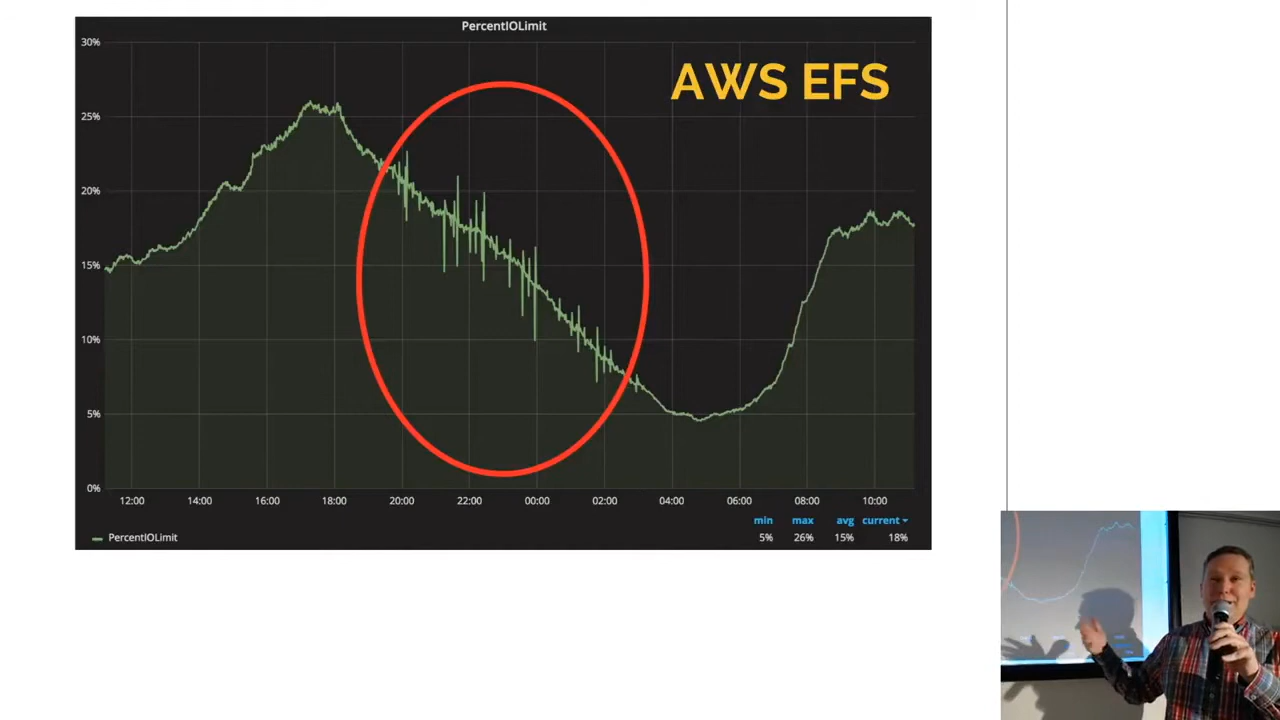 PercentIOLimit
AWS EFS
30%
25%
20%
15%
10%
5%
0%
12:00 14:00 16:00 18:00 20:00 22:00 00:00 02:00 04:00 06:00 08:00 10:00
min max avg current
PercentIOLimit 5% 26% 15% 18%